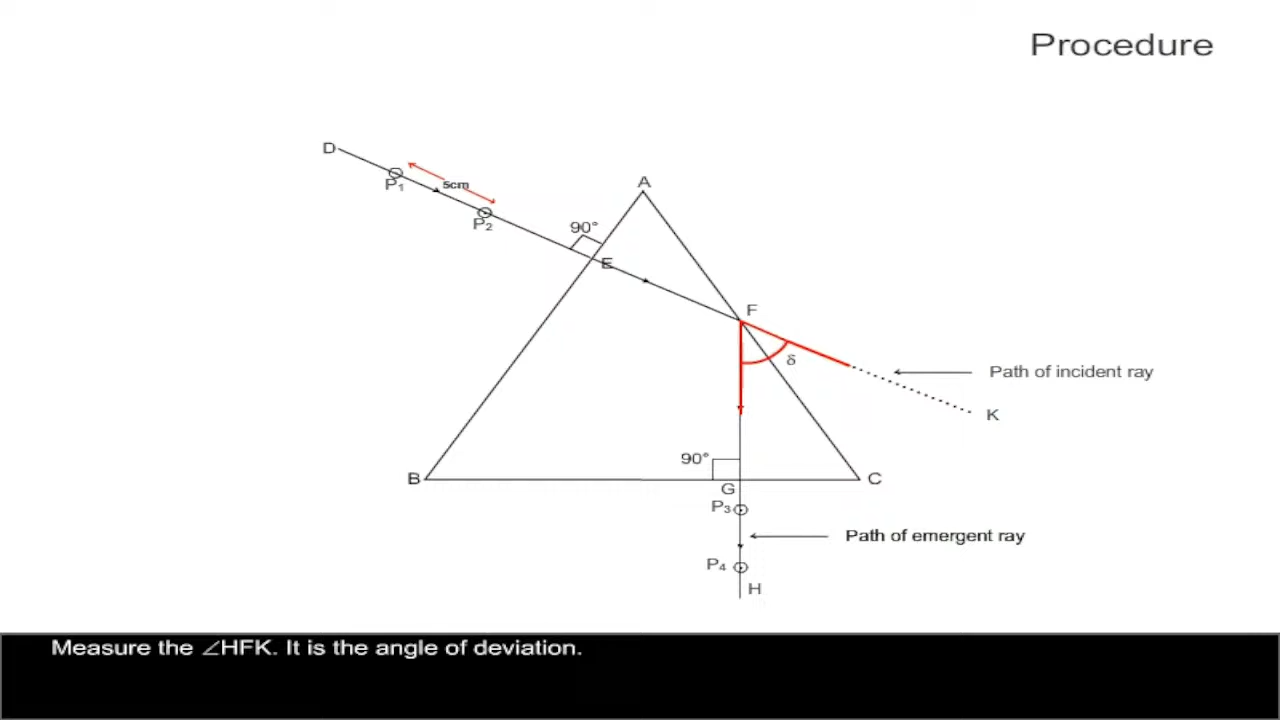 Procedure
D
P₁
5cm
P₂
A
90°
E
F
δ
Path of incident ray
K
90°
B
G
C
P₃
Path of emergent ray
P₄
H
Measure the ∠HFK. It is the angle of deviation.